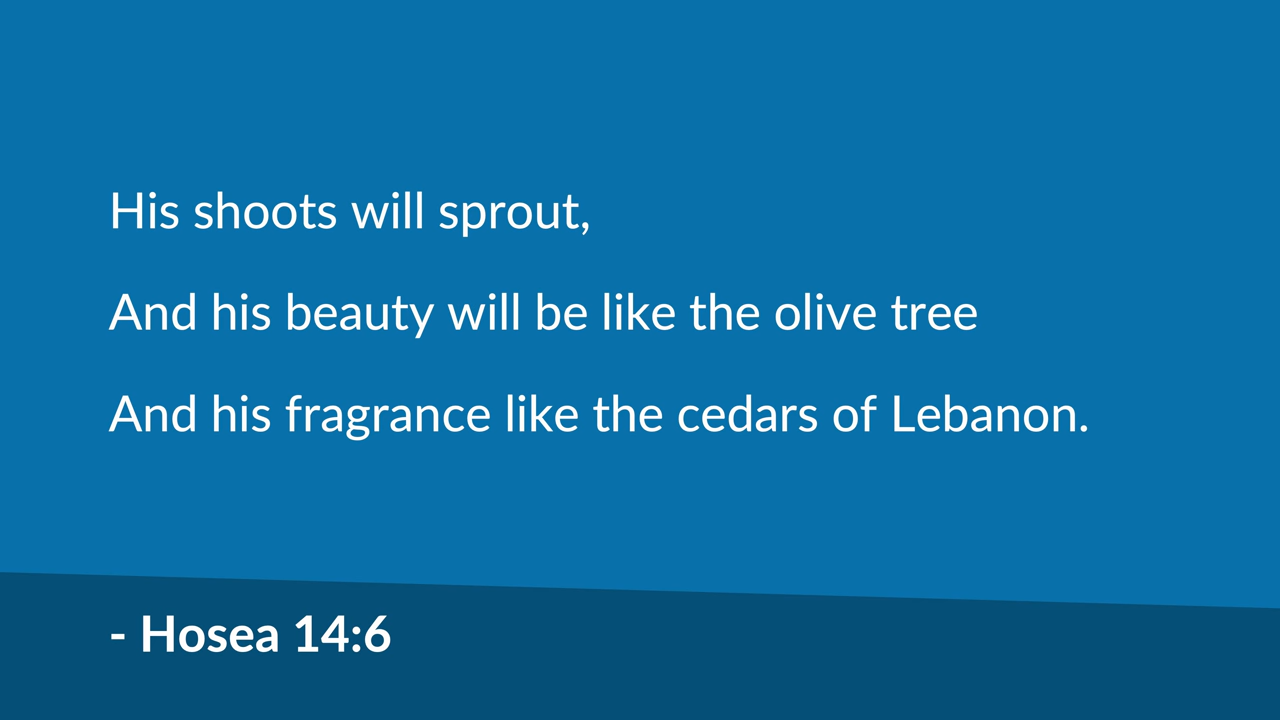 His shoots will sprout,
And his beauty will be like the olive tree
And his fragrance like the cedars of Lebanon.
- Hosea 14:6